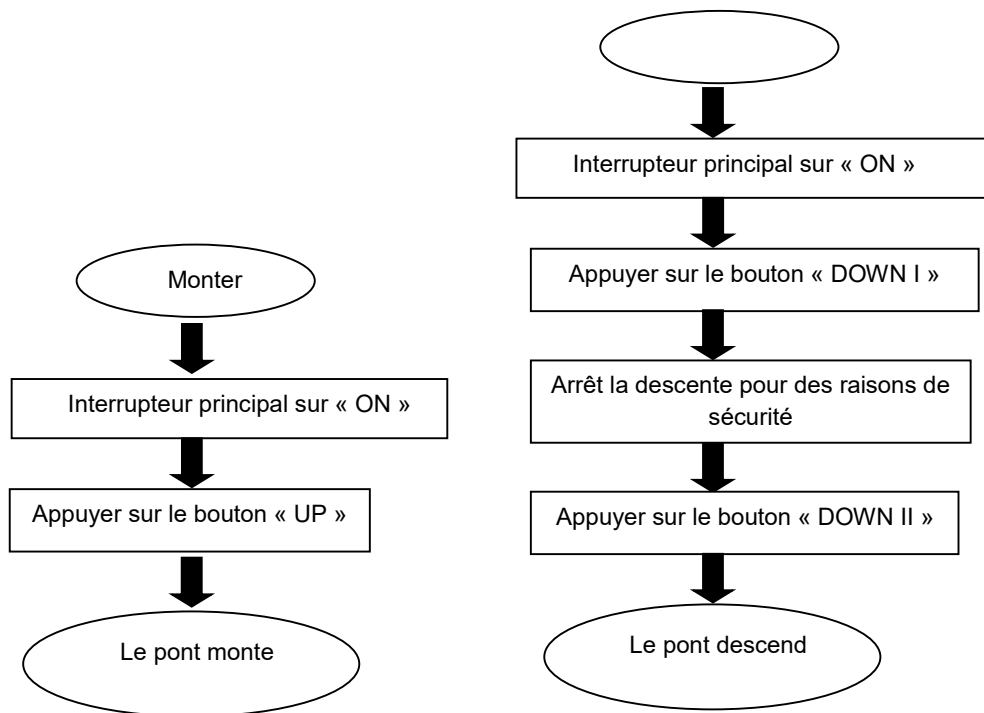 Monter
Interrupteur principal sur « ON »
Appuyer sur le bouton « UP »
Le pont monte
Interrupteur principal sur « ON »
Appuyer sur le bouton « DOWN I »
Arrêt la descente pour des raisons de
sécurité
Appuyer sur le bouton « DOWN II »
Le pont descend